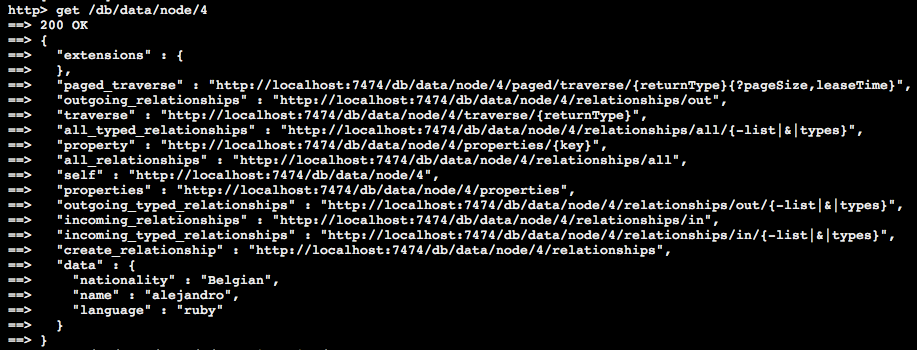 http> get /db/data/node/4
==> 200 OK
==> {
==>   "extensions" : {
==>   },
==>   "paged_traverse" : "http://localhost:7474/db/data/node/4/paged/traverse/{returnType}{?pageSize,leaseTime}",
==>   "outgoing_relationships" : "http://localhost:7474/db/data/node/4/relationships/out",
==>   "traverse" : "http://localhost:7474/db/data/node/4/traverse/{returnType}",
==>   "all_typed_relationships" : "http://localhost:7474/db/data/node/4/relationships/all/{-list|&|types}",
==>   "property" : "http://localhost:7474/db/data/node/4/properties/{key}",
==>   "all_relationships" : "http://localhost:7474/db/data/node/4/relationships/all",
==>   "self" : "http://localhost:7474/db/data/node/4",
==>   "properties" : "http://localhost:7474/db/data/node/4/properties",
==>   "outgoing_typed_relationships" : "http://localhost:7474/db/data/node/4/relationships/out/{-list|&|types}",
==>   "incoming_relationships" : "http://localhost:7474/db/data/node/4/relationships/in",
==>   "incoming_typed_relationships" : "http://localhost:7474/db/data/node/4/relationships/in/{-list|&|types}",
==>   "create_relationship" : "http://localhost:7474/db/data/node/4/relationships",
==>   "data" : {
==>     "nationality" : "Belgian",
==>     "name" : "alejandro",
==>     "language" : "ruby"
==>   }
==> }